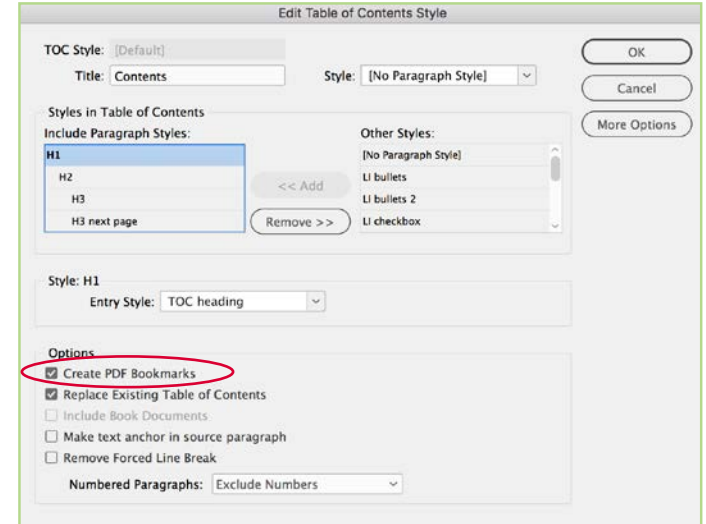 Edit Table of Contents Style
TOC Style: [Default]
OK
Title: Contents Style: [No Paragraph Style]
Cancel
Styles in Table of Contents
More Options
Include Paragraph Styles: Other Styles:
H1 [No Paragraph Style]
H2 LI bullets
<< Add
H3 LI bullets 2
H3 next page Remove >> LI checkbox
Style: H1
Entry Style: TOC heading
Options
Create PDF Bookmarks
Replace Existing Table of Contents
Include Book Documents
Make text anchor in source paragraph
Remove Forced Line Break
Numbered Paragraphs: Exclude Numbers